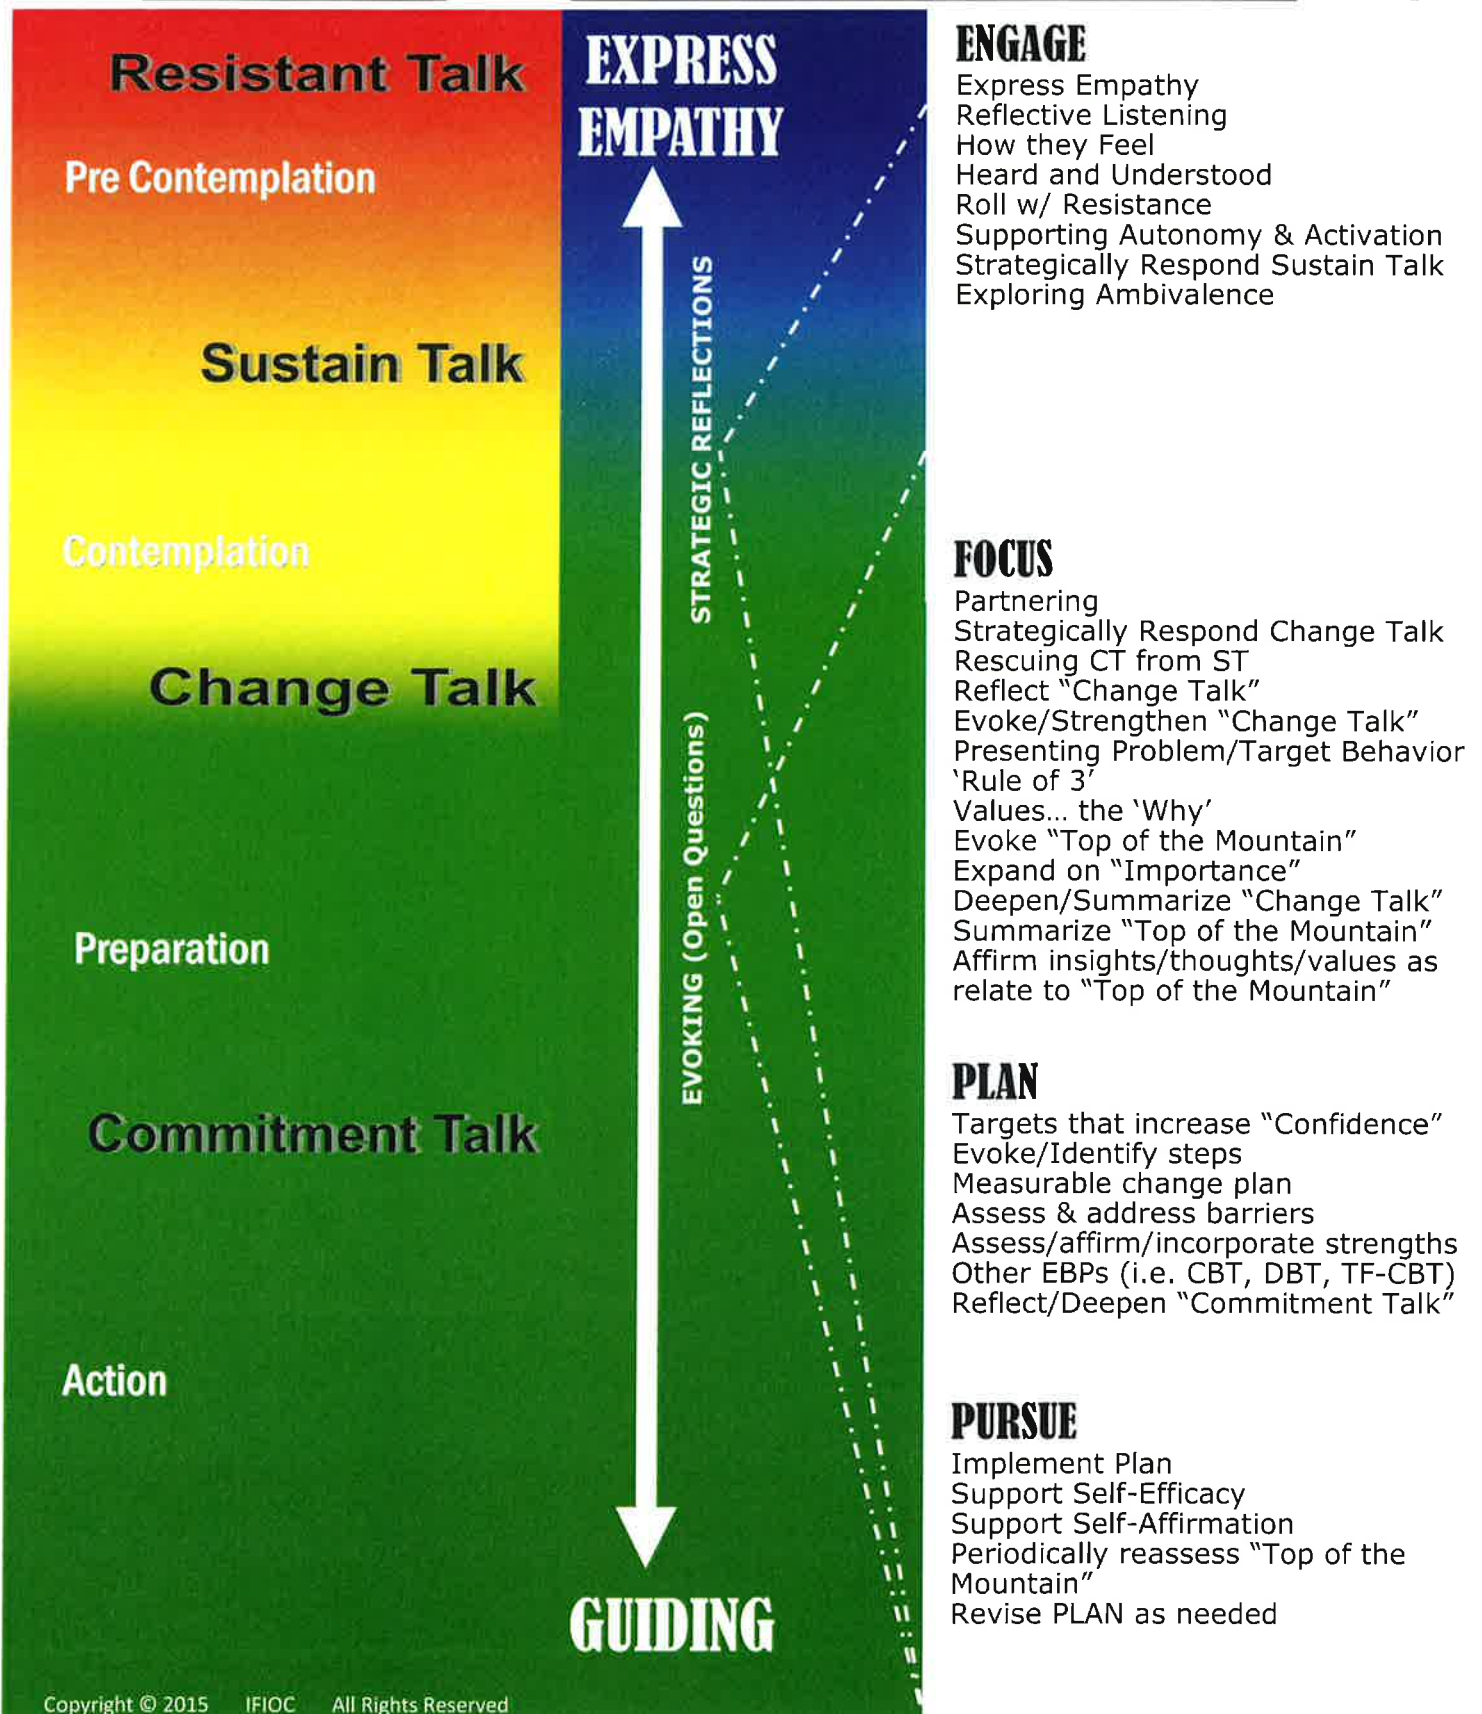 Resistant Talk
Pre Contemplation
Sustain Talk
Contemplation
Change Talk
Preparation
Commitment Talk
Action
Copyright © 2015 IFIOC All Rights Reserved
EXPRESS
EMPATHY
STRATEGIC REFLECTIONS
EVOKING (Open Questions)
GUIDING
ENGAGE
Express Empathy
Reflective Listening
How they Feel
Heard and Understood
Roll w/ Resistance
Supporting Autonomy & Activation
Strategically Respond Sustain Talk
Exploring Ambivalence
FOCUS
Partnering
Strategically Respond Change Talk
Rescuing CT from ST
Reflect “Change Talk”
Evoke/Strengthen “Change Talk”
Presenting Problem/Target Behavior
‘Rule of 3’
Values... the ‘Why’
Evoke “Top of the Mountain”
Expand on “Importance”
Deepen/Summarize “Change Talk”
Summarize “Top of the Mountain”
Affirm insights/thoughts/values as
relate to “Top of the Mountain”
PLAN
Targets that increase “Confidence”
Evoke/Identify steps
Measurable change plan
Assess & address barriers
Assess/affirm/incorporate strengths
Other EBPs (i.e. CBT, DBT, TF-CBT)
Reflect/Deepen “Commitment Talk”
PURSUE
Implement Plan
Support Self-Efficacy
Support Self-Affirmation
Periodically reassess “Top of the
Mountain”
Revise PLAN as needed